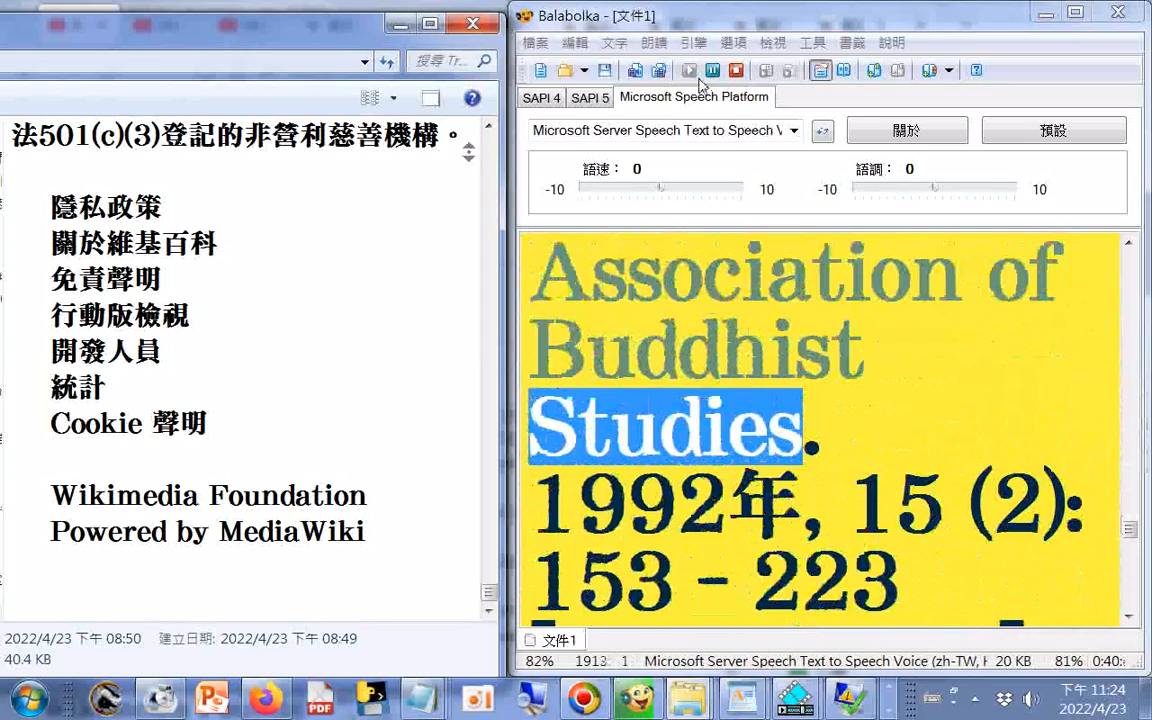 搜尋 Tr...
法501(c)(3)登記的非營利慈善機構。
隱私政策
關於維基百科
免責聲明
行動版檢視
開發人員
統計
Cookie 聲明
Wikimedia Foundation
Powered by MediaWiki
2022/4/23 下午 08:50 建立日期: 2022/4/23 下午 08:49
40.4 KB
Balabolka - [文件1]
檔案 編輯 文字 朗讀 引擎 選項 檢視 工具 書籤 說明
SAPI 4 SAPI 5 Microsoft Speech Platform
Microsoft Server Speech Text to Speech V 關於 預設
語速： 0 語調： 0
-10 10 -10 10
Association of
Buddhist
Studies.
1992年, 15 (2):
153 - 223
文件1
82% 1913: 1 Microsoft Server Speech Text to Speech Voice (zh-TW, 20 KB 81% 0:40:
下午 11:24
2022/4/23